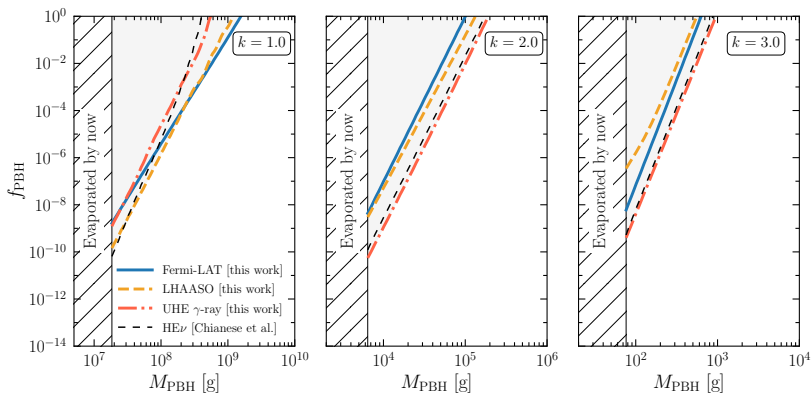 10^0
10^−2
10^−4
10^−6
10^−8
10^−10
10^−12
10^−14
f_PBH
Evaporated by now
k = 1.0
Fermi-LAT [this work]
LHAASO [this work]
UHE γ-ray [this work]
HEν [Chianese et al.]
10^7
10^8
10^9
10^10
M_PBH [g]
Evaporated by now
k = 2.0
10^4
10^5
10^6
M_PBH [g]
Evaporated by now
k = 3.0
10^2
10^3
10^4
M_PBH [g]